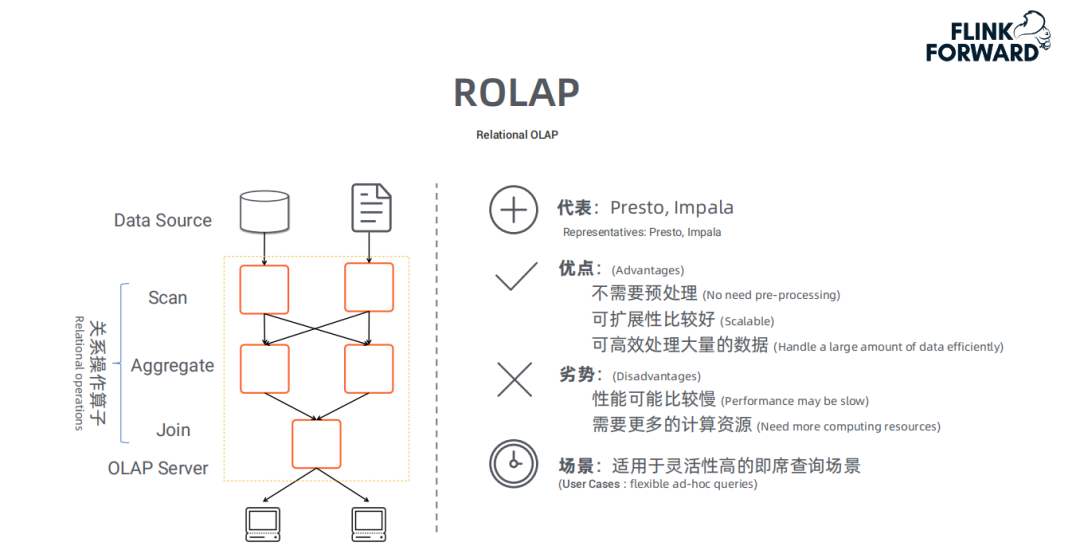 FLINK
FORWARD
ROLAP
Relational OLAP
Data Source
Scan
Aggregate
Join
OLAP Server
关系操作算子
Relational operations
代表：Presto, Impala
Representatives: Presto, Impala
优点：(Advantages)
不需要预处理 (No need pre-processing)
可扩展性比较好 (Scalable)
可高效处理大量的数据 (Handle a large amount of data efficiently)
劣势：(Disadvantages)
性能可能比较慢 (Performance may be slow)
需要更多的计算资源 (Need more computing resources)
场景：适用于灵活性高的即席查询场景
(User Cases : flexible ad-hoc queries)